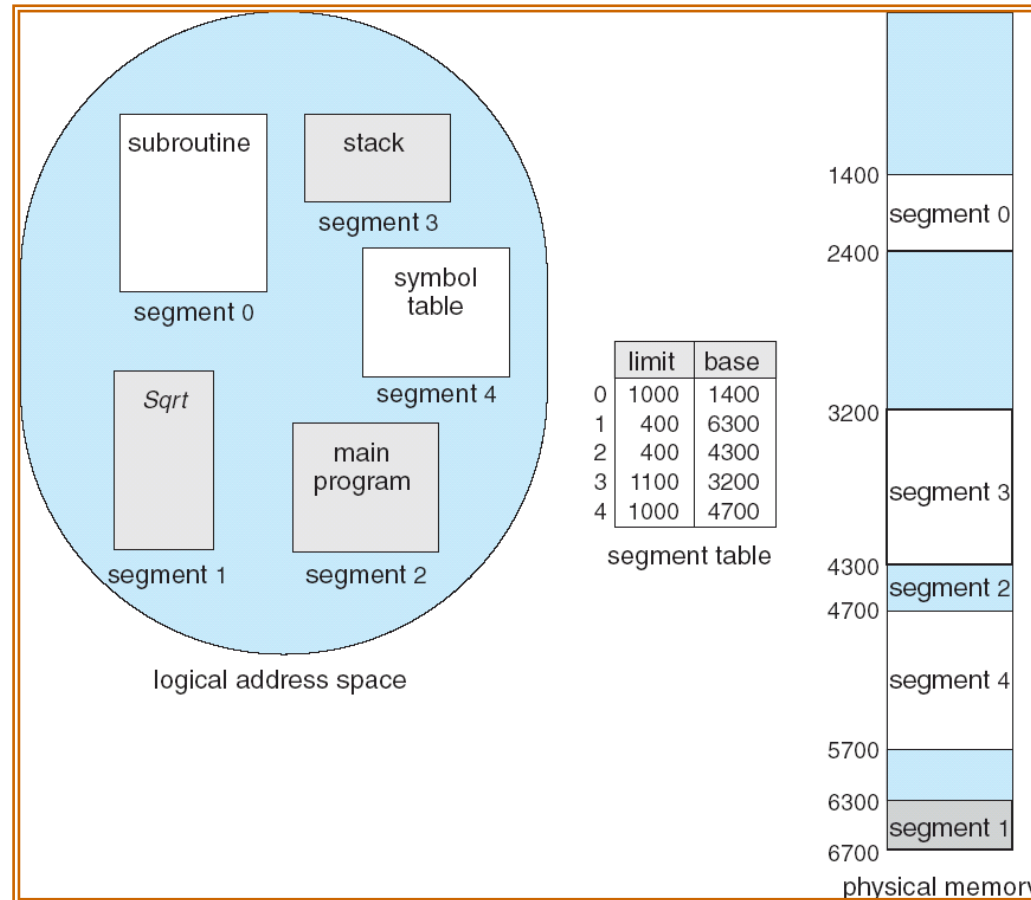 subroutine
segment 0
stack
segment 3
symbol
table
segment 4
Sqrt
segment 1
main
program
segment 2
logical address space
limit base
0 1000 1400
1 400 6300
2 400 4300
3 1100 3200
4 1000 4700
segment table
1400
segment 0
2400
3200
segment 3
4300
segment 2
4700
segment 4
5700
6300
segment 1
6700
physical memory